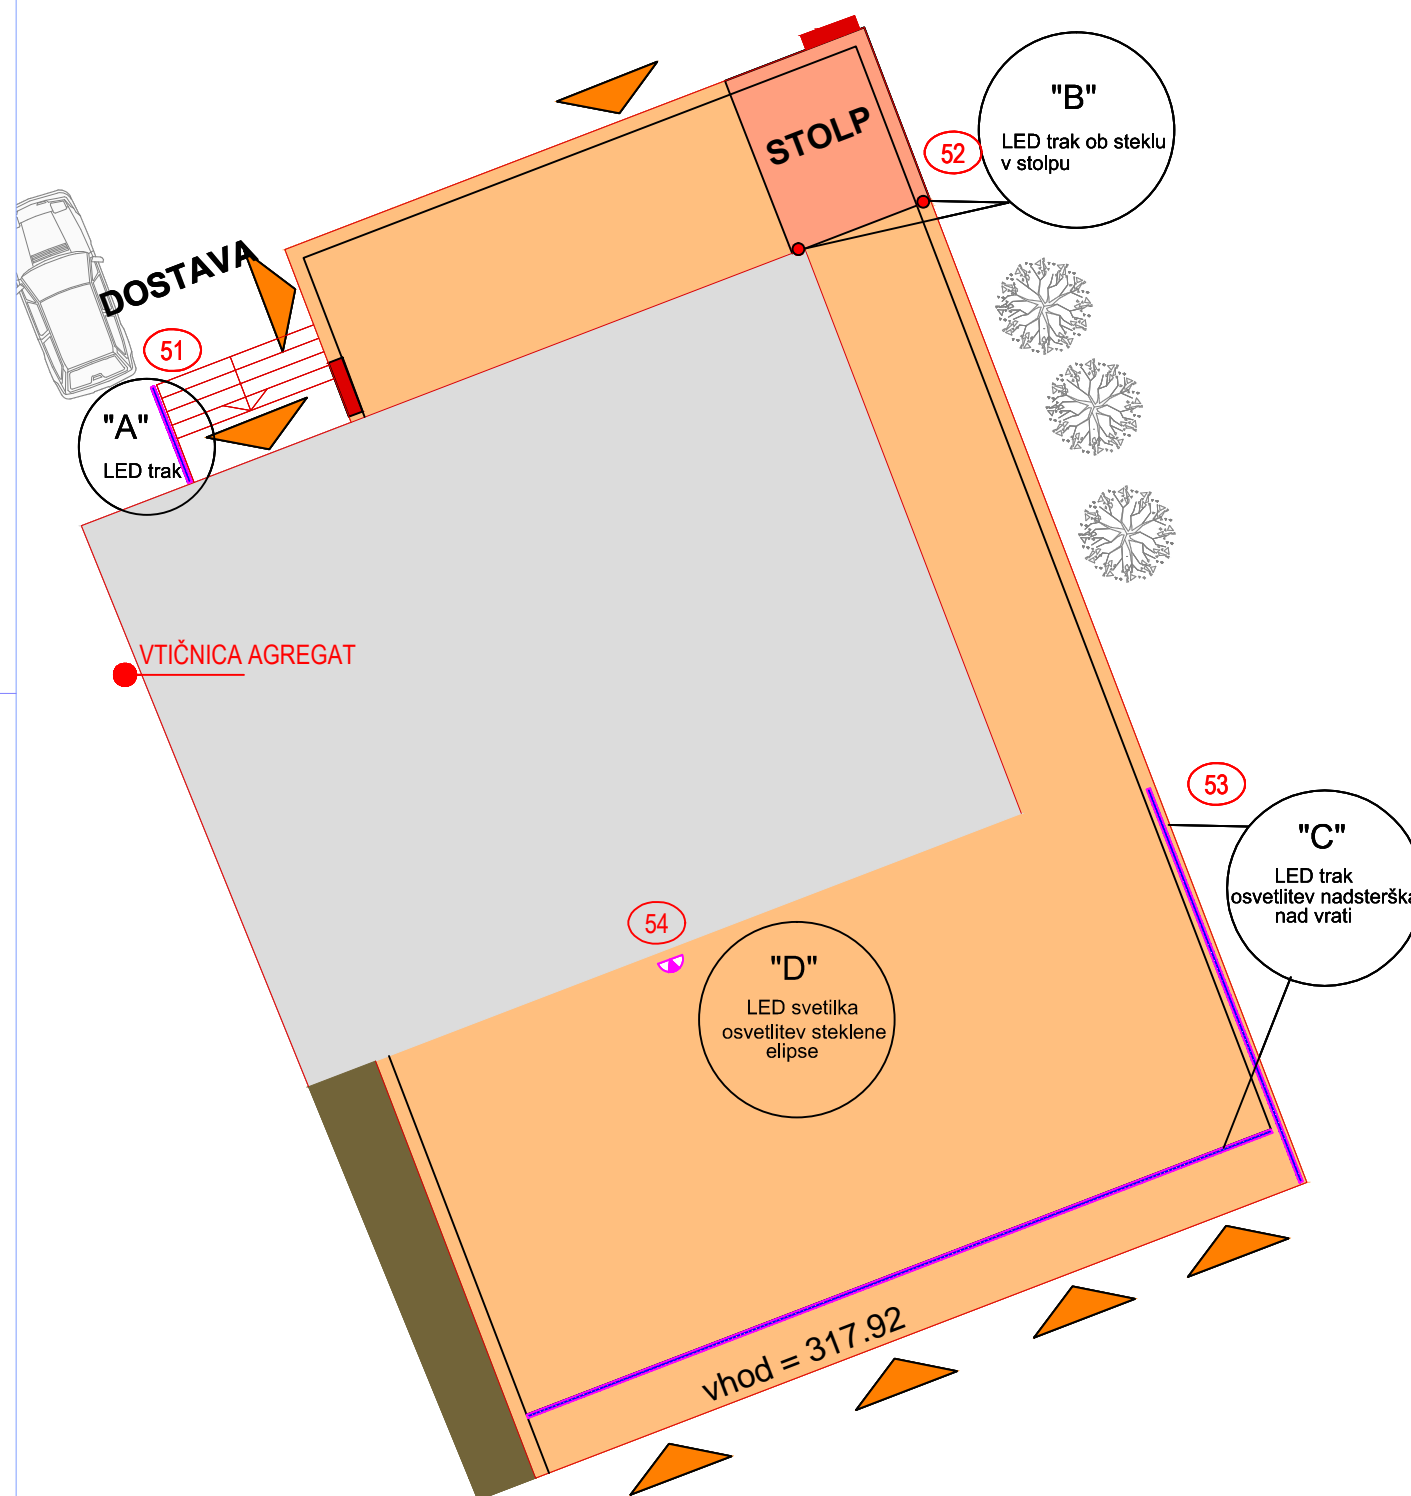 "B"
LED trak ob steklu
v stolpu
52
STOLP
DOSTAVA
51
"A"
LED trak
VTIČNICA AGREGAT
53
"C"
LED trak
osvetlitev nadsterška
nad vrati
54
"D"
LED svetilka
osvetlitev steklene
elipse
vhod = 317.92